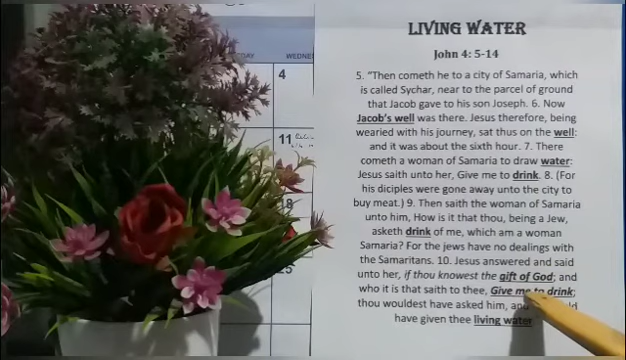 WEDNE
4
11
18
25
LIVING WATER
John 4: 5-14
5. "Then cometh he to a city of Samaria, which
is called Sychar, near to the parcel of ground
that Jacob gave to his son Joseph. 6. Now
Jacob's well was there. Jesus therefore, being
wearied with his journey, sat thus on the well:
and it was about the sixth hour. 7. There
cometh a woman of Samaria to draw water:
Jesus saith unto her, Give me to drink. 8. (For
his diciples were gone away unto the city to
buy meat.) 9. Then saith the woman of Samaria
unto him, How is it that thou, being a Jew,
asketh drink of me, which am a woman
Samaria? For the jews have no dealings with
the Samaritans. 10. Jesus answered and said
unto her, if thou knowest the gift of God; and
who it is that saith to thee, Give me to drink;
thou wouldest have asked him, and
have given thee living water